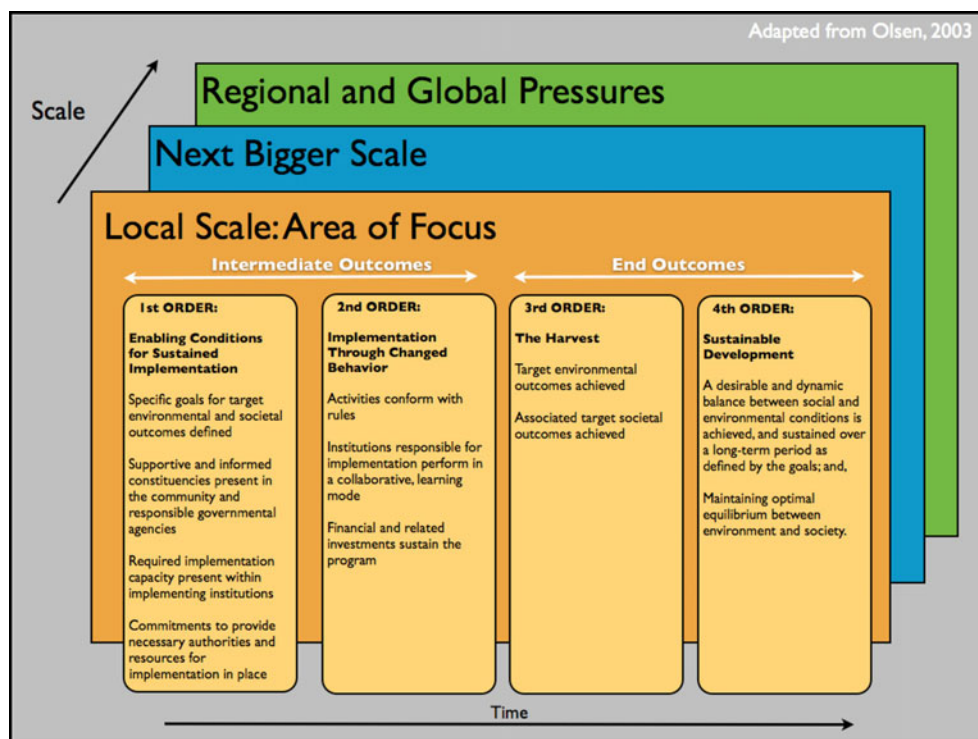 Adapted from Olsen, 2003
Scale
Regional and Global Pressures
Next Bigger Scale
Local Scale: Area of Focus
Intermediate Outcomes
End Outcomes
1st ORDER:
Enabling Conditions
for Sustained
Implementation
Specific goals for target
environmental and societal
outcomes defined
Supportive and informed
constituencies present in
the community and
responsible governmental
agencies
Required implementation
capacity present within
implementing institutions
Commitments to provide
necessary authorities and
resources for
implementation in place
2nd ORDER:
Implementation
Through Changed
Behavior
Activities conform with
rules
Institutions responsible for
implementation perform in
a collaborative, learning
mode
Financial and related
investments sustain the
program
3rd ORDER:
The Harvest
Target environmental
outcomes achieved
Associated target societal
outcomes achieved
4th ORDER:
Sustainable
Development
A desirable and dynamic
balance between social and
environmental conditions is
achieved, and sustained over
a long-term period as
defined by the goals; and,
Maintaining optimal
equilibrium between
environment and society.
Time